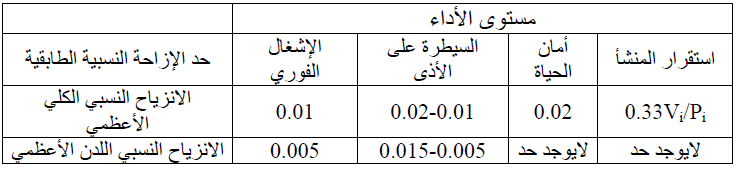 مستوى الأداء
حد الإزاحة النسبية الطابقية
الإشغال الفوري
السيطرة على الأذى
أمان الحياة
استقرار المنشأ
الانزياح النسبي الكلي الأعظمي
0.01
0.02-0.01
0.02
0.33Vi/Pi
الانزياح النسبي اللدن الأعظمي
0.005
0.015-0.005
لايوجد حد
لايوجد حد